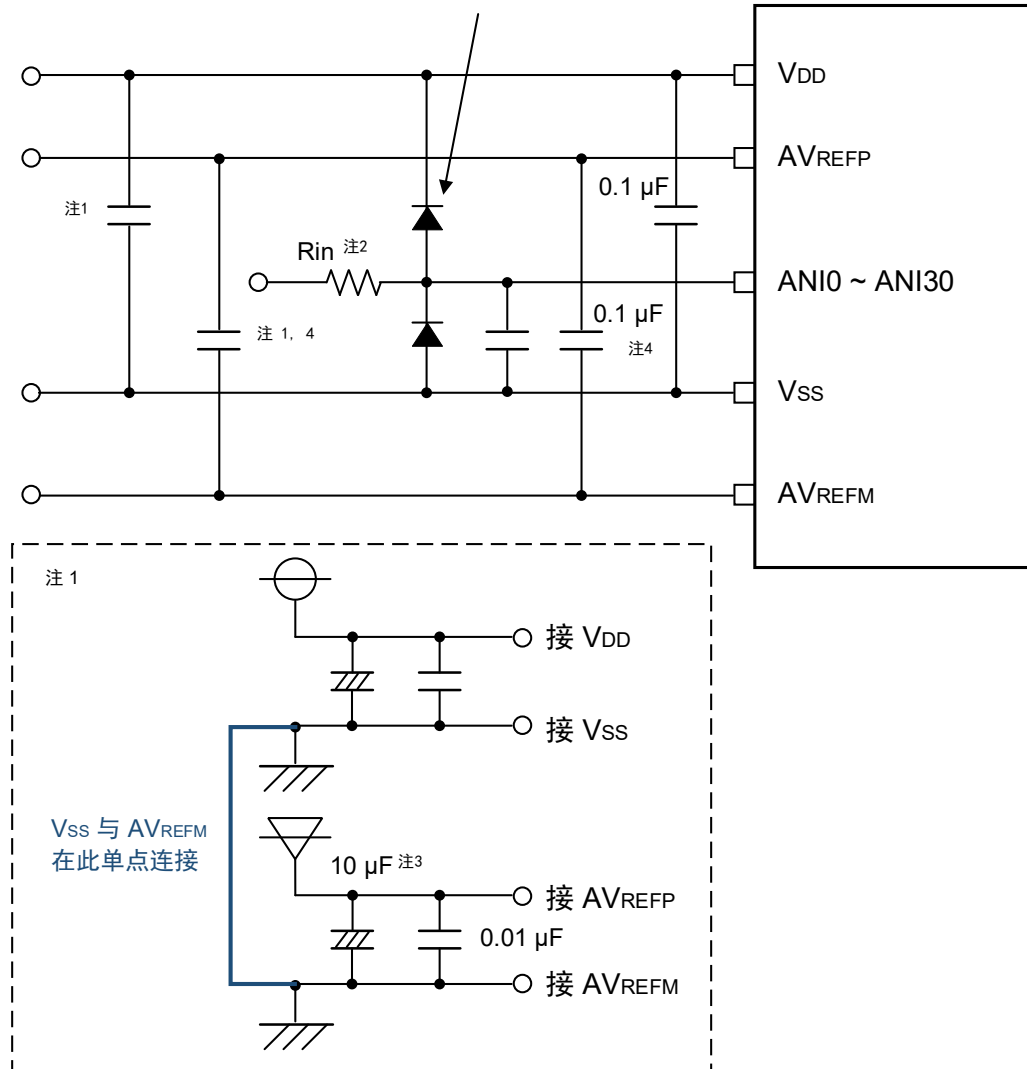 VDD
AVREFP
0.1 µF
注1
Rin 注2
ANI0 ~ ANI30
0.1 µF
注 1, 4
注4
VSS
AVREFM
注 1
接 VDD
接 VSS
VSS 与 AVREFM
在此单点连接
10 µF 注3
接 AVREFP
0.01 µF
接 AVREFM